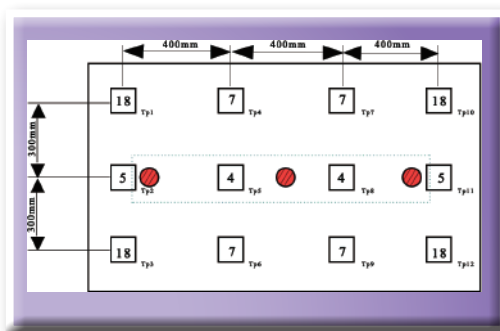 400mm 400mm 400mm
18 Tp1 7 Tp4 7 Tp7 18 Tp10
300mm
5 Tp2 4 Tp5 4 Tp8 5 Tp11
300mm
18 Tp3 7 Tp6 7 Tp9 18 Tp12